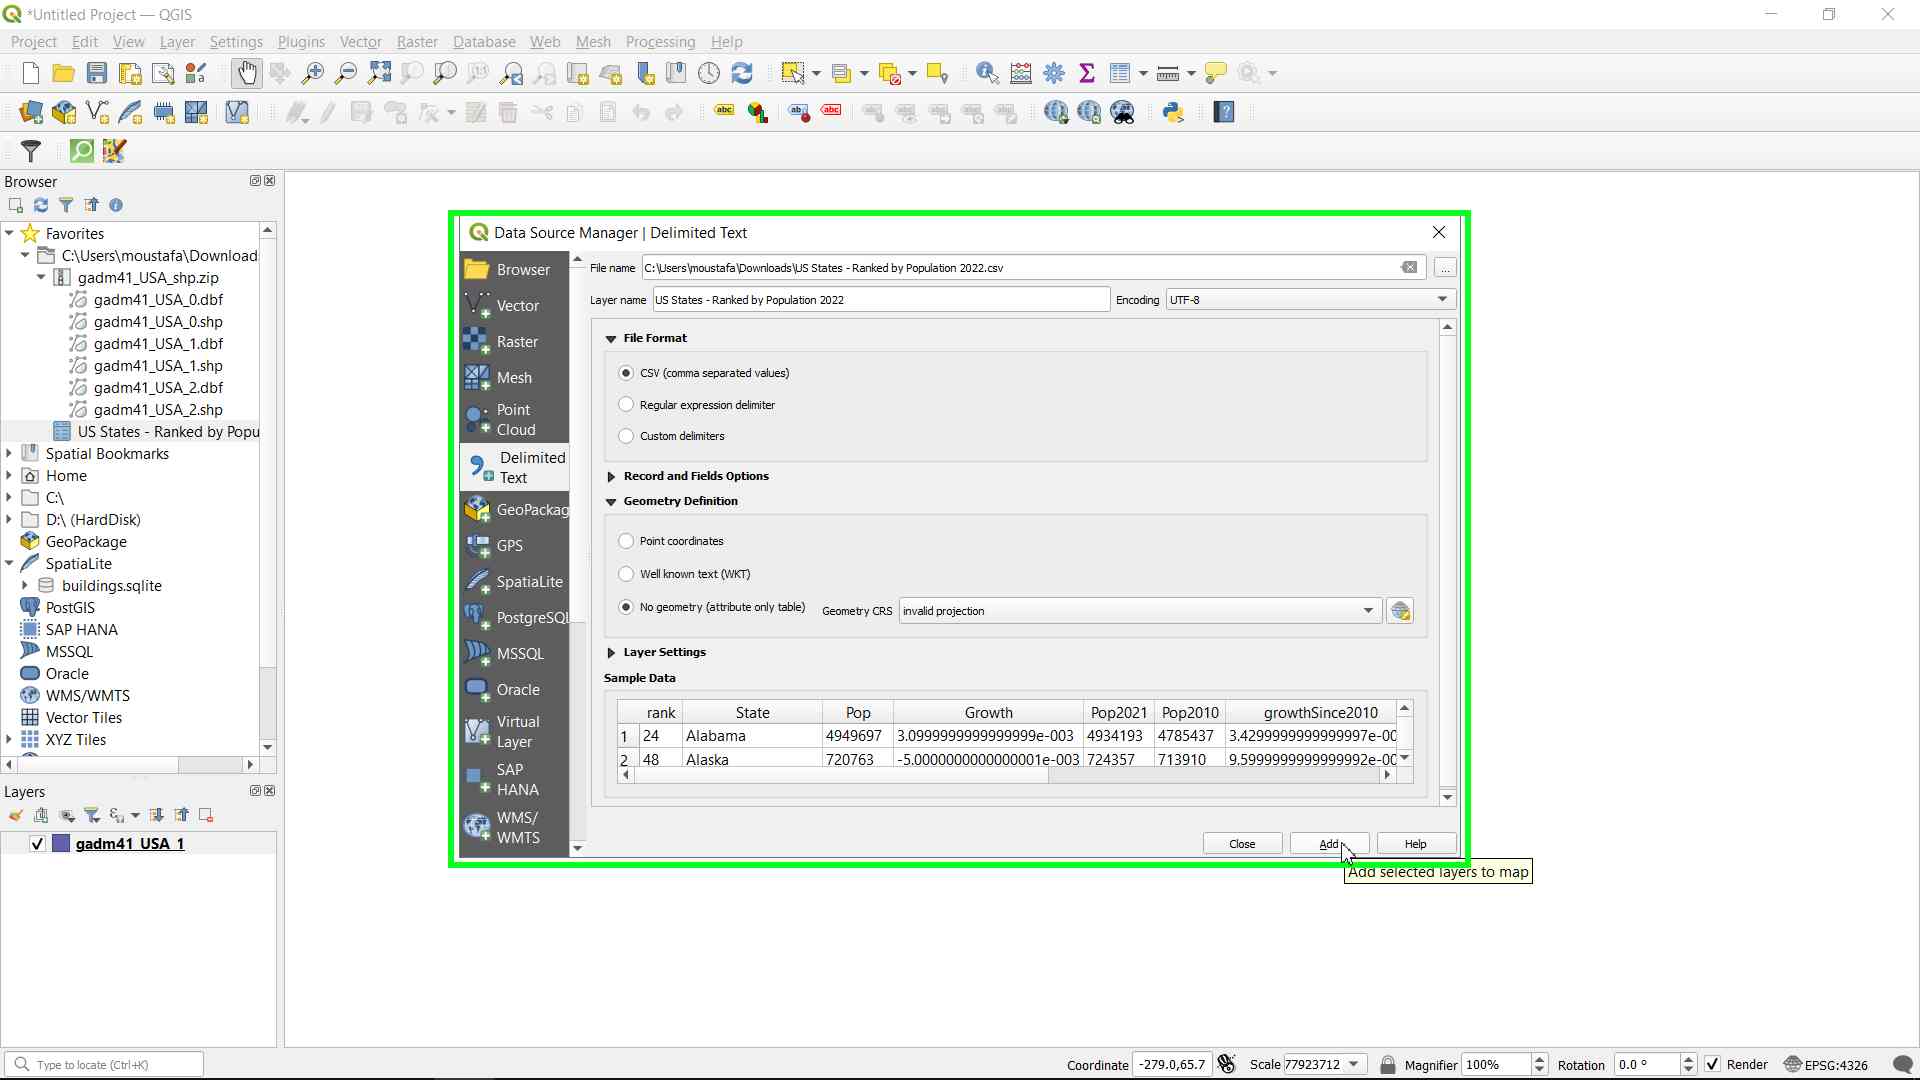 *Untitled Project — QGIS
Project Edit View Layer Settings Plugins Vector Raster Database Web Mesh Processing Help
Browser
Favorites
C:\Users\moustafa\Download
gadm41_USA_shp.zip
gadm41_USA_0.dbf
gadm41_USA_0.shp
gadm41_USA_1.dbf
gadm41_USA_1.shp
gadm41_USA_2.dbf
gadm41_USA_2.shp
US States - Ranked by Popu
Spatial Bookmarks
Home
C:\
D:\ (HardDisk)
GeoPackage
SpatiaLite
buildings.sqlite
PostGIS
SAP HANA
MSSQL
Oracle
WMS/WMTS
Vector Tiles
XYZ Tiles
Layers
gadm41_USA_1
Data Source Manager | Delimited Text
Browser
Vector
Raster
Mesh
Point
Cloud
Delimited
Text
GeoPackag
GPS
SpatiaLite
PostgreSQL
MSSQL
Oracle
Virtual
Layer
SAP
HANA
WMS/
WMTS
File name C:\Users\moustafa\Downloads\US States - Ranked by Population 2022.csv ...
Layer name US States - Ranked by Population 2022 Encoding UTF-8
File Format
CSV (comma separated values)
Regular expression delimiter
Custom delimiters
Record and Fields Options
Geometry Definition
Point coordinates
Well known text (WKT)
No geometry (attribute only table) Geometry CRS invalid projection
Layer Settings
Sample Data
rank State Pop Growth Pop2021 Pop2010 growthSince2010
1 24 Alabama 4949697 3.0999999999999999e-003 4934193 4785437 3.4299999999999997e-00
2 48 Alaska 720763 -5.0000000000000001e-003 724357 713910 9.5999999999999992e-00
Close Add Help
Add selected layers to map
Type to locate (Ctrl+K) Coordinate -279.0,65.7 Scale 77923712 Magnifier 100% Rotation 0.0 ° Render EPSG:4326